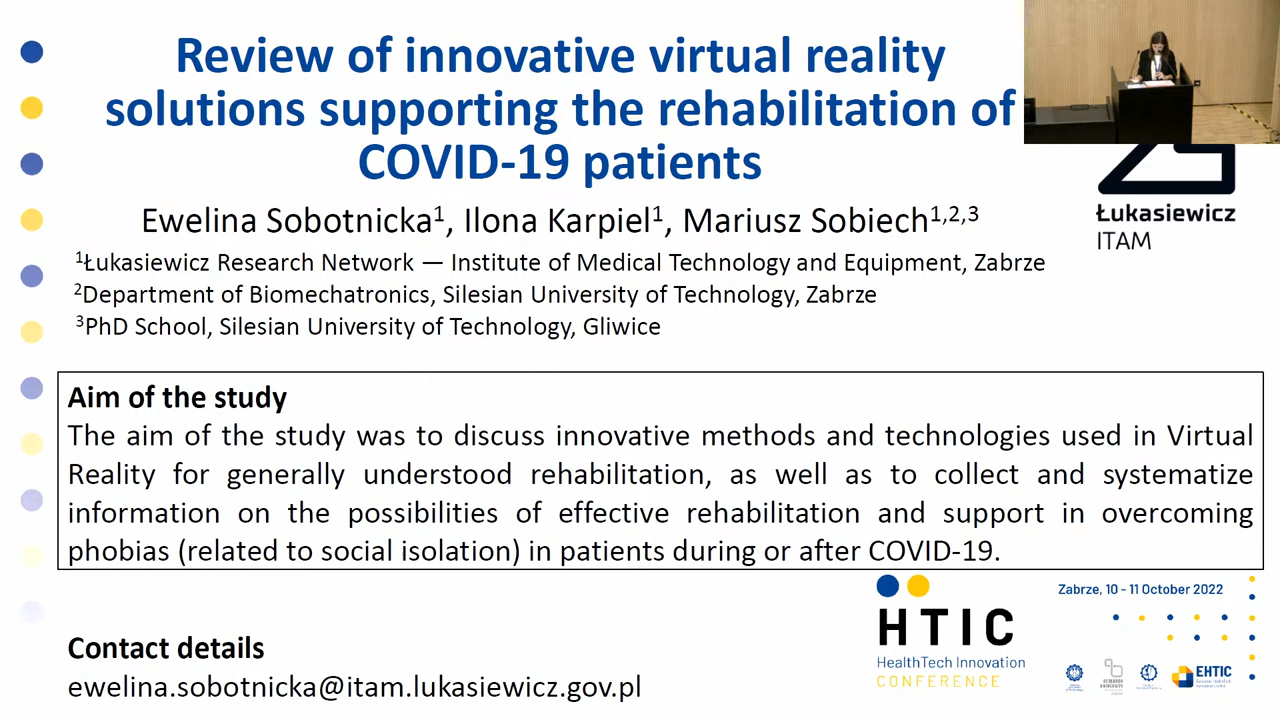 Review of innovative virtual reality
solutions supporting the rehabilitation of
COVID-19 patients
Ewelina Sobotnicka¹, Ilona Karpiel¹, Mariusz Sobiech¹,²,³
¹Łukasiewicz Research Network — Institute of Medical Technology and Equipment, Zabrze
²Department of Biomechatronics, Silesian University of Technology, Zabrze
³PhD School, Silesian University of Technology, Gliwice
Łukasiewicz
ITAM
Aim of the study
The aim of the study was to discuss innovative methods and technologies used in Virtual
Reality for generally understood rehabilitation, as well as to collect and systematize
information on the possibilities of effective rehabilitation and support in overcoming
phobias (related to social isolation) in patients during or after COVID-19.
Contact details
ewelina.sobotnicka@itam.lukasiewicz.gov.pl
HTIC
HealthTech Innovation
CONFERENCE
Zabrze, 10 - 11 October 2022
EHTIC